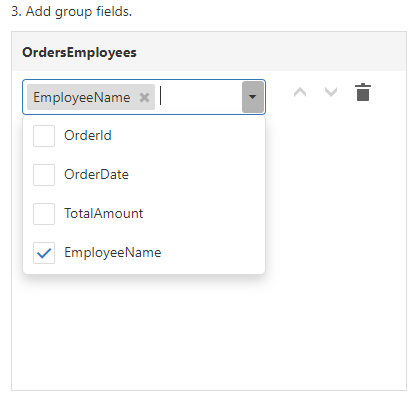 3. Add group fields.
OrdersEmployees
EmployeeName
OrderId
OrderDate
TotalAmount
EmployeeName